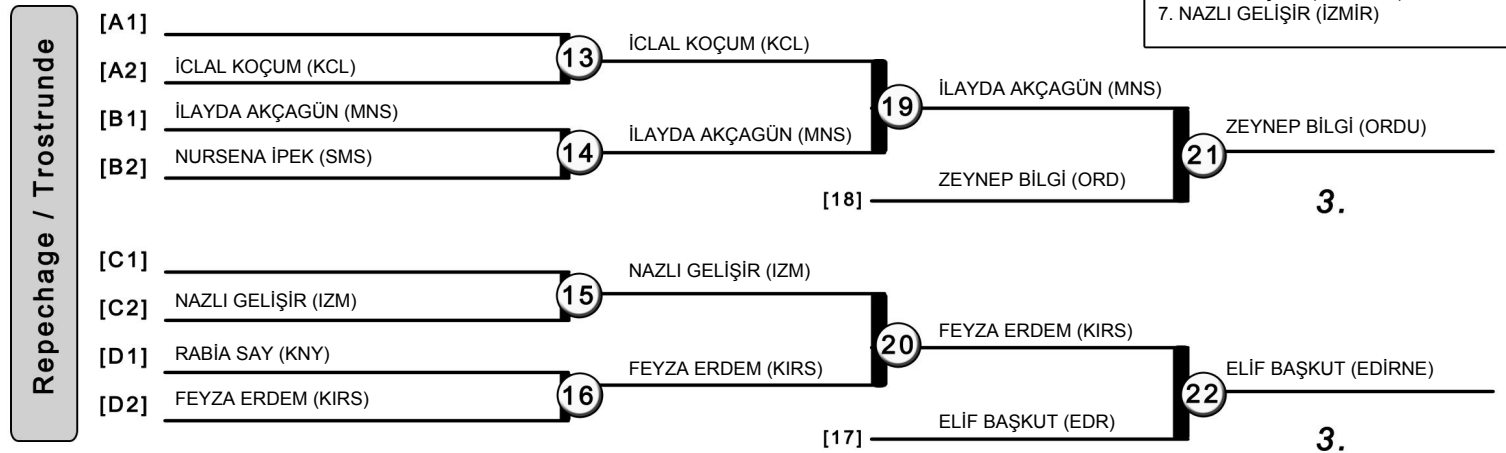 7. NAZLI GELİŞİR (İZMİR)
Repechage / Trostrunde
[A1]
[A2] İCLAL KOÇUM (KCL)
13
İCLAL KOÇUM (KCL)
[B1] İLAYDA AKÇAGÜN (MNS)
[B2] NURSENA İPEK (SMS)
14
İLAYDA AKÇAGÜN (MNS)
19
İLAYDA AKÇAGÜN (MNS)
[18] ZEYNEP BİLGİ (ORD)
21
ZEYNEP BİLGİ (ORDU)
3.
[C1]
[C2] NAZLI GELİŞİR (IZM)
15
NAZLI GELİŞİR (IZM)
[D1] RABİA SAY (KNY)
[D2] FEYZA ERDEM (KIRS)
16
FEYZA ERDEM (KIRS)
20
FEYZA ERDEM (KIRS)
[17] ELİF BAŞKUT (EDR)
22
ELİF BAŞKUT (EDİRNE)
3.